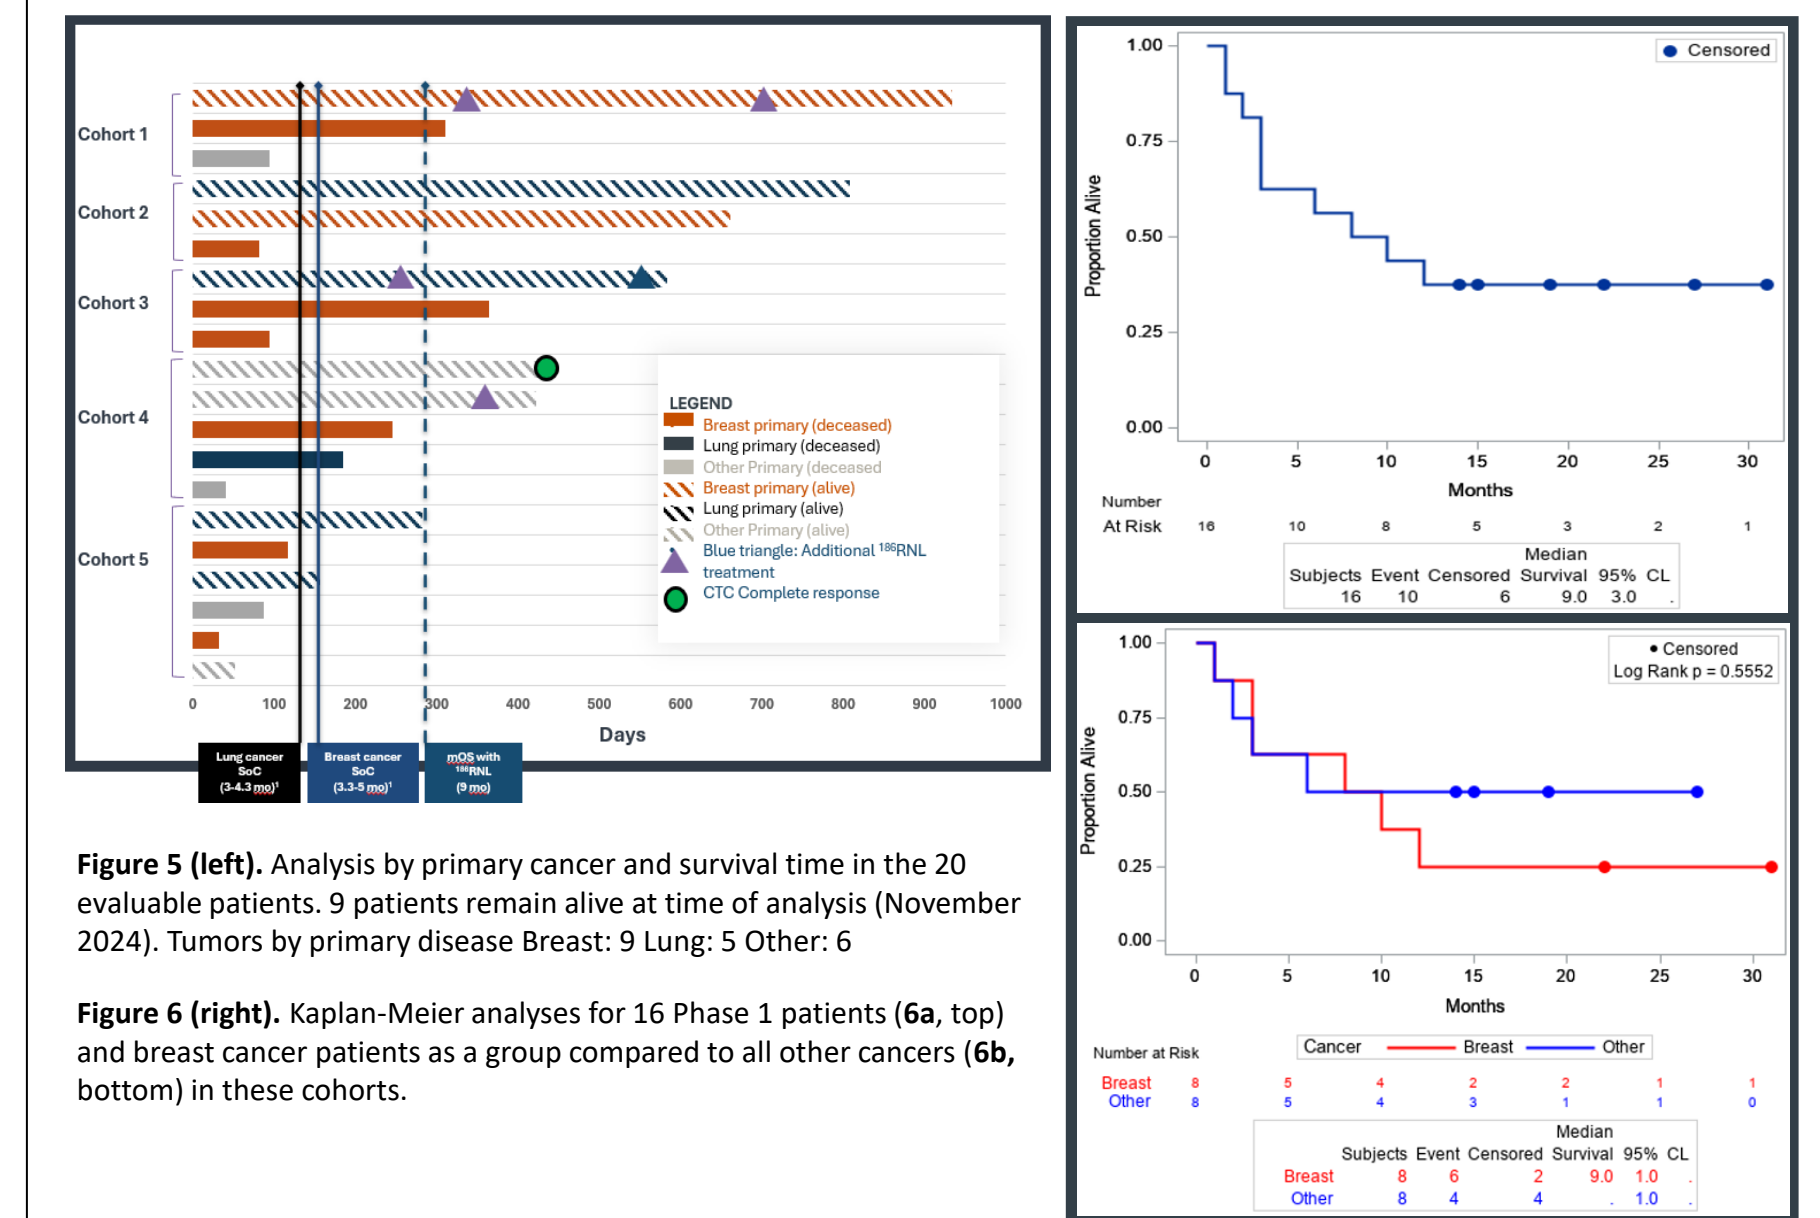 Cohort 1
Cohort 2
Cohort 3
Cohort 4
Cohort 5
LEGEND
Breast primary (deceased)
Lung primary (deceased)
Other Primary (deceased
Breast primary (alive)
Lung primary (alive)
Other Primary (alive)
Blue triangle: Additional ¹⁸⁶RNL
treatment
CTC Complete response
0 100 200 300 400 500 600 700 800 900 1000
Days
Lung cancer
SoC
(3-4.3 mo)¹
Breast cancer
SoC
(3.3-5 mo)¹
mOS with
¹⁸⁶RNL
(9 mo)
Figure 5 (left). Analysis by primary cancer and survival time in the 20
evaluable patients. 9 patients remain alive at time of analysis (November
2024). Tumors by primary disease Breast: 9 Lung: 5 Other: 6
Figure 6 (right). Kaplan-Meier analyses for 16 Phase 1 patients (6a, top)
and breast cancer patients as a group compared to all other cancers (6b,
bottom) in these cohorts.
Censored
Proportion Alive
1.00
0.75
0.50
0.25
0.00
0 5 10 15 20 25 30
Months
Number
At Risk 16 10 8 5 3 2 1
Median
Subjects Event Censored Survival 95% CL
16 10 6 9.0 3.0 .
Censored
Log Rank p = 0.5552
Proportion Alive
1.00
0.75
0.50
0.25
0.00
0 5 10 15 20 25 30
Months
Cancer Breast Other
Number at Risk
Breast 8 5 4 2 2 1 1
Other 8 5 4 3 1 1 0
Median
Subjects Event Censored Survival 95% CL
Breast 8 6 2 9.0 1.0 .
Other 8 4 4 . 1.0 .